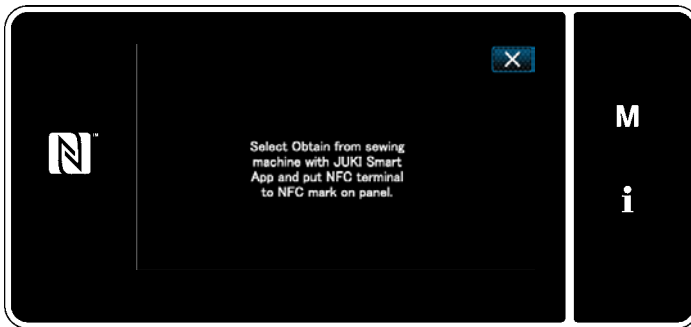 Select Obtain from sewing
machine with JUKI Smart
App and put NFC terminal
to NFC mark on panel.
M
i